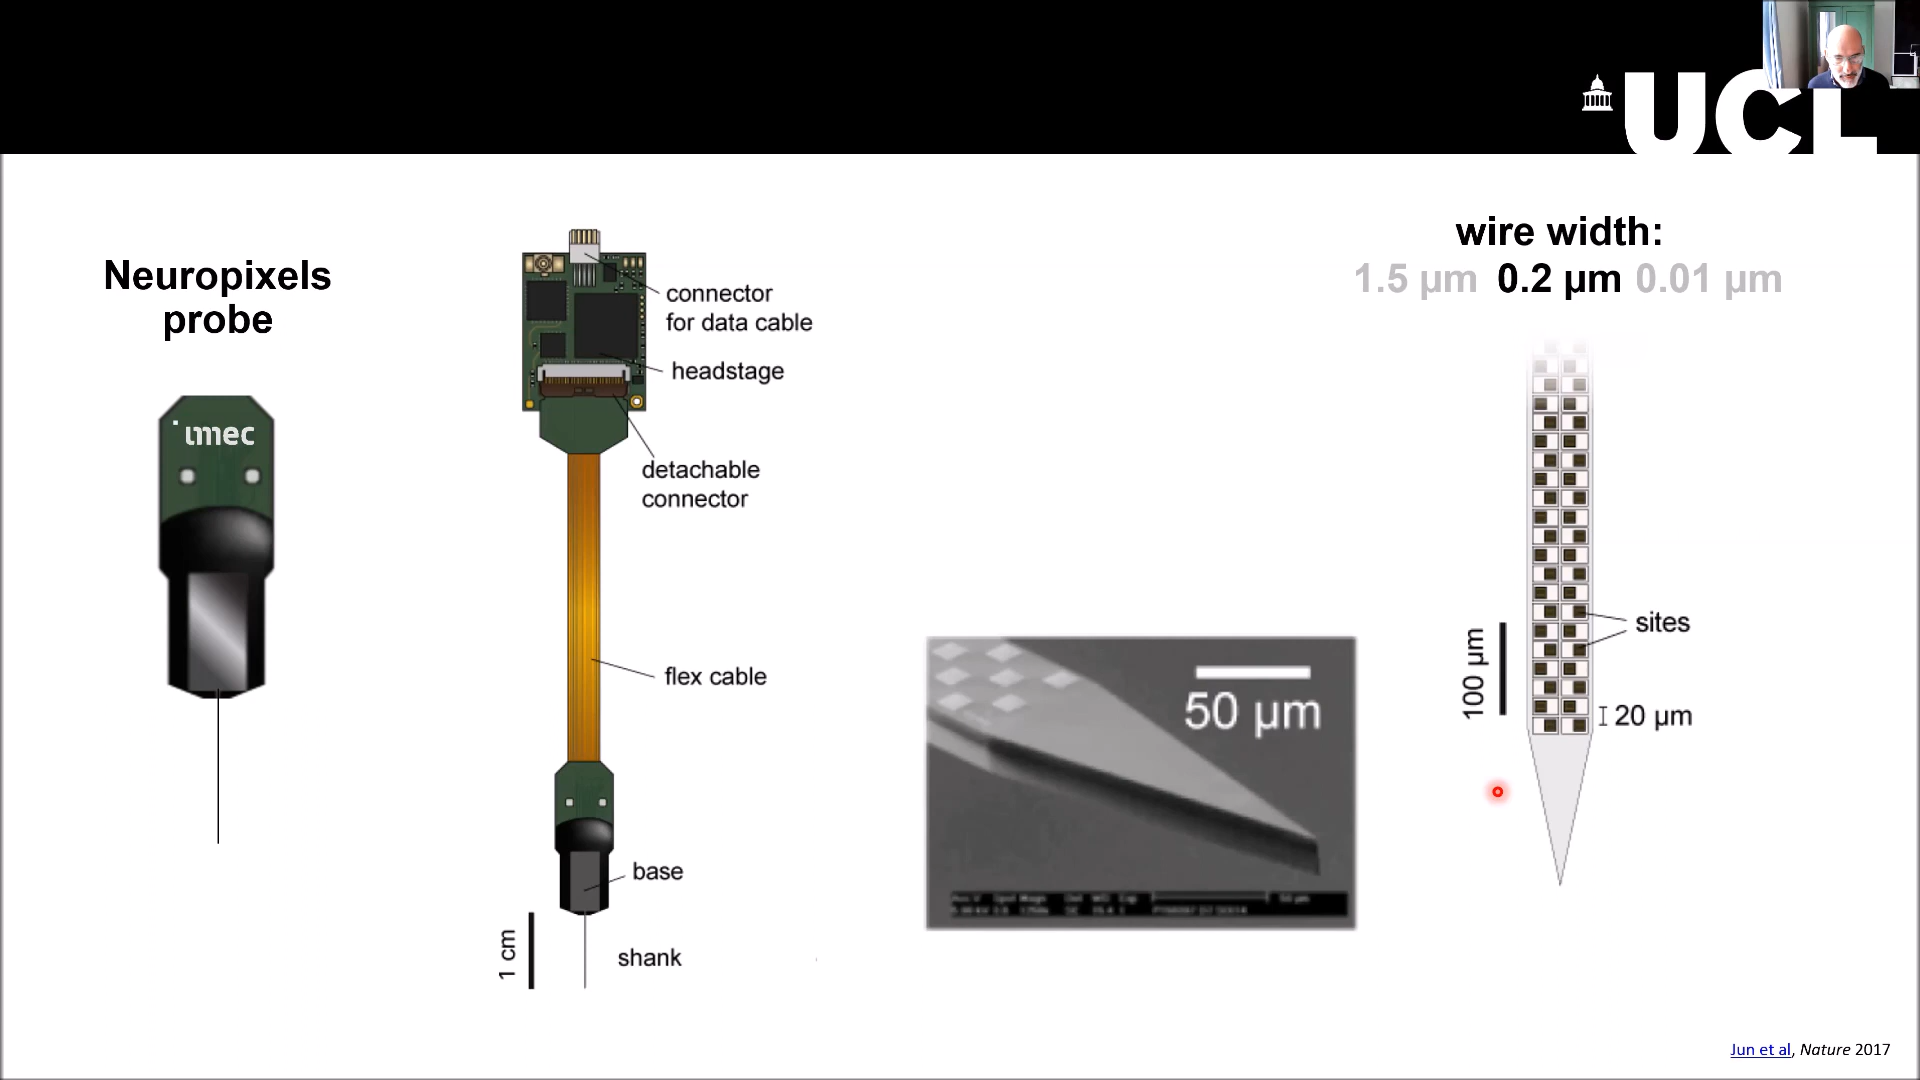 UCL
Neuropixels
probe
imec
connector
for data cable
headstage
detachable
connector
flex cable
base
1 cm
shank
50 µm
wire width:
1.5 µm 0.2 µm 0.01 µm
sites
100 µm
20 µm
Jun et al, Nature 2017